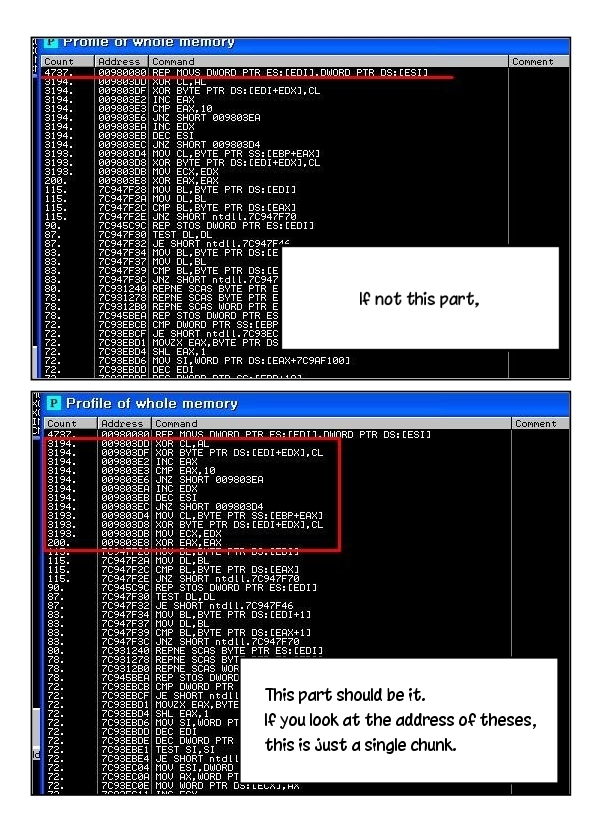 Profile of whole memory
Count Address Command Comment
4737. 00980080 REP MOVS DWORD PTR ES:[EDI],DWORD PTR DS:[ESI]
3194. 009803DD XOR CL,AL
3194. 009803DF XOR BYTE PTR DS:[EDI+EDX],CL
3194. 009803E2 INC EAX
3194. 009803E3 CMP EAX,10
3194. 009803E6 JNZ SHORT 009803EA
3194. 009803EA INC EDX
3194. 009803EB DEC ESI
3194. 009803EC JNZ SHORT 009803D4
3193. 009803D4 MOV CL,BYTE PTR SS:[EBP+EAX]
3193. 009803D8 XOR BYTE PTR DS:[EDI+EDX],CL
3193. 009803DB MOV ECX,EDX
200. 009803E8 XOR EAX,EAX
115. 7C947F28 MOV BL,BYTE PTR DS:[EDI]
115. 7C947F2A MOV DL,BL
115. 7C947F2C CMP BL,BYTE PTR DS:[EAX]
115. 7C947F2E JNZ SHORT ntdll.7C947F70
90. 7C945C9C REP STOS DWORD PTR ES:[EDI]
87. 7C947F30 TEST DL,DL
87. 7C947F32 JE SHORT ntdll.7C947F46
83. 7C947F34 MOV BL,BYTE PTR DS:[E
83. 7C947F37 MOV DL,BL
83. 7C947F39 CMP BL,BYTE PTR DS:[E
83. 7C947F3C JNZ SHORT ntdll.7C947
80. 7C931240 REPNE SCAS BYTE PTR E
78. 7C931278 REPNE SCAS BYTE PTR E
78. 7C9312B0 REPNE SCAS WORD PTR E
78. 7C945BEA REP STOS DWORD PTR ES
72. 7C93EBCB CMP DWORD PTR SS:[EBP
72. 7C93EBCF JE SHORT ntdll.7C93EC
72. 7C93EBD1 MOVZX EAX,BYTE PTR DS
72. 7C93EBD4 SHL EAX,1
72. 7C93EBD6 MOV SI,WORD PTR DS:[EAX+7C9AF100]
72. 7C93EBDD DEC EDI
If not this part,
Profile of whole memory
Count Address Command Comment
4737. 00980080 REP MOVS DWORD PTR ES:[EDI],DWORD PTR DS:[ESI]
3194. 009803DD XOR CL,AL
3194. 009803DF XOR BYTE PTR DS:[EDI+EDX],CL
3194. 009803E2 INC EAX
3194. 009803E3 CMP EAX,10
3194. 009803E6 JNZ SHORT 009803EA
3194. 009803EA INC EDX
3194. 009803EB DEC ESI
3194. 009803EC JNZ SHORT 009803D4
3193. 009803D4 MOV CL,BYTE PTR SS:[EBP+EAX]
3193. 009803D8 XOR BYTE PTR DS:[EDI+EDX],CL
3193. 009803DB MOV ECX,EDX
200. 009803E8 XOR EAX,EAX
115. 7C947F28 MOV BL,BYTE PTR DS:[EDI]
115. 7C947F2A MOV DL,BL
115. 7C947F2C CMP BL,BYTE PTR DS:[EAX]
115. 7C947F2E JNZ SHORT ntdll.7C947F70
90. 7C945C9C REP STOS DWORD PTR ES:[EDI]
87. 7C947F30 TEST DL,DL
87. 7C947F32 JE SHORT ntdll.7C947F46
83. 7C947F34 MOV BL,BYTE PTR DS:[EDI+1]
83. 7C947F37 MOV DL,BL
83. 7C947F39 CMP BL,BYTE PTR DS:[EAX+1]
83. 7C947F3C JNZ SHORT ntdll.7C947F70
80. 7C931240 REPNE SCAS BYTE PTR ES:[EDI]
78. 7C931278 REPNE SCAS BYT
78. 7C9312B0 REPNE SCAS WOR
78. 7C945BEA REP STOS DWORD
72. 7C93EBCB CMP DWORD PTR
72. 7C93EBCF JE SHORT ntdll
72. 7C93EBD1 MOVZX EAX,BYTE
72. 7C93EBD4 SHL EAX,1
72. 7C93EBD6 MOV SI,WORD PT
72. 7C93EBDD DEC EDI
72. 7C93EBDE DEC DWORD PTR
72. 7C93EBE1 TEST SI,SI
72. 7C93EBE4 JE SHORT ntdll
72. 7C93EC04 MOV ESI,DWORD
72. 7C93EC0A MOV AX,WORD PT
72. 7C93EC0E MOV WORD PTR DS:[ECX],AX
This part should be it.
If you look at the address of theses,
this is just a single chunk.